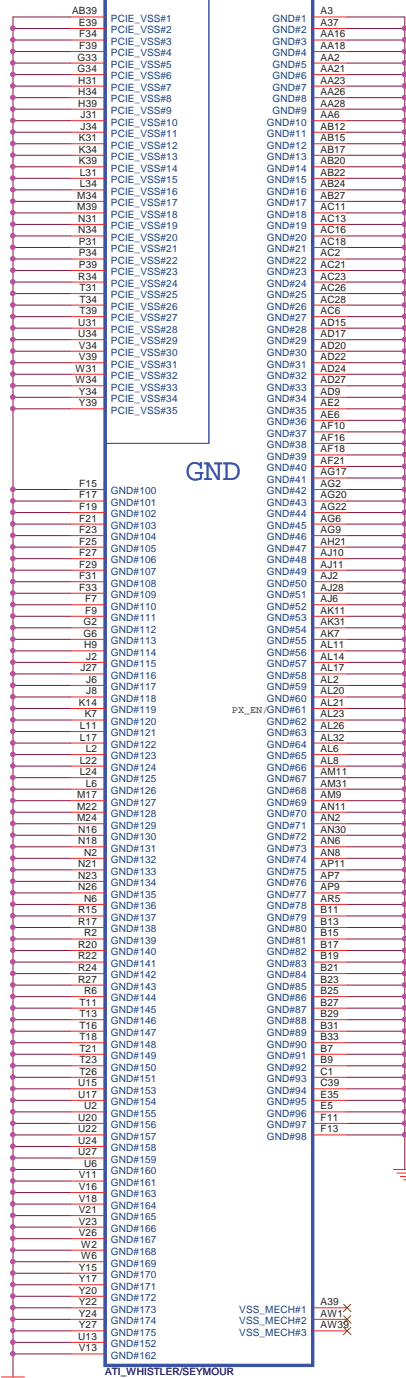 AB39 PCIE_VSS#1
E39 PCIE_VSS#2
F34 PCIE_VSS#3
F39 PCIE_VSS#4
G33 PCIE_VSS#5
G34 PCIE_VSS#6
H31 PCIE_VSS#7
H34 PCIE_VSS#8
H39 PCIE_VSS#9
J31 PCIE_VSS#10
J34 PCIE_VSS#11
K31 PCIE_VSS#12
K34 PCIE_VSS#13
K39 PCIE_VSS#14
L31 PCIE_VSS#15
L34 PCIE_VSS#16
M34 PCIE_VSS#17
M39 PCIE_VSS#18
N31 PCIE_VSS#19
N34 PCIE_VSS#20
P31 PCIE_VSS#21
P34 PCIE_VSS#22
P39 PCIE_VSS#23
R34 PCIE_VSS#24
T31 PCIE_VSS#25
T34 PCIE_VSS#26
T39 PCIE_VSS#27
U31 PCIE_VSS#28
U34 PCIE_VSS#29
V34 PCIE_VSS#30
V39 PCIE_VSS#31
W31 PCIE_VSS#32
W34 PCIE_VSS#33
Y34 PCIE_VSS#34
Y39 PCIE_VSS#35
GND
F15 GND#100
F17 GND#101
F19 GND#102
F21 GND#103
F23 GND#104
F25 GND#105
F27 GND#106
F29 GND#107
F31 GND#108
F33 GND#109
F7 GND#110
F9 GND#111
G2 GND#112
G6 GND#113
H9 GND#114
J2 GND#115
J27 GND#116
J6 GND#117
J8 GND#118
K14 GND#119
K7 GND#120
L11 GND#121
L17 GND#122
L2 GND#123
L22 GND#124
L24 GND#125
L6 GND#126
M17 GND#127
M22 GND#128
M24 GND#129
N16 GND#130
N18 GND#131
N2 GND#132
N21 GND#133
N23 GND#134
N26 GND#135
N6 GND#136
R15 GND#137
R17 GND#138
R2 GND#139
R20 GND#140
R22 GND#141
R24 GND#142
R27 GND#143
R6 GND#144
T11 GND#145
T13 GND#146
T16 GND#147
T18 GND#148
T21 GND#149
T23 GND#150
T26 GND#151
U15 GND#153
U17 GND#154
U2 GND#155
U20 GND#156
U22 GND#157
U24 GND#158
U27 GND#159
U6 GND#160
V11 GND#161
V16 GND#163
V18 GND#164
V21 GND#165
V23 GND#166
V26 GND#167
W2 GND#168
W6 GND#169
Y15 GND#170
Y17 GND#171
Y20 GND#172
Y22 GND#173
Y24 GND#174
Y27 GND#175
U13 GND#152
V13 GND#162
GND#1 A3
GND#2 A37
GND#3 AA16
GND#4 AA18
GND#5 AA2
GND#6 AA21
GND#7 AA23
GND#8 AA26
GND#9 AA28
GND#10 AA6
GND#11 AB12
GND#12 AB15
GND#13 AB17
GND#14 AB20
GND#15 AB22
GND#16 AB24
GND#17 AB27
GND#18 AC11
GND#19 AC13
GND#20 AC16
GND#21 AC18
GND#22 AC2
GND#23 AC21
GND#24 AC23
GND#25 AC26
GND#26 AC28
GND#27 AC6
GND#28 AD15
GND#29 AD17
GND#30 AD20
GND#31 AD22
GND#32 AD24
GND#33 AD27
GND#34 AD9
GND#35 AE2
GND#36 AE6
GND#37 AF10
GND#38 AF16
GND#39 AF18
GND#40 AF21
GND#41 AG17
GND#42 AG2
GND#43 AG20
GND#44 AG22
GND#45 AG6
GND#46 AG9
GND#47 AH21
GND#48 AJ10
GND#49 AJ11
GND#50 AJ2
GND#51 AJ28
GND#52 AJ6
GND#53 AK11
GND#54 AK31
GND#55 AK7
GND#56 AL11
GND#57 AL14
GND#58 AL17
GND#59 AL2
GND#60 AL20
PX_EN/GND#61 AL21
GND#62 AL23
GND#63 AL26
GND#64 AL32
GND#65 AL6
GND#66 AL8
GND#67 AM11
GND#68 AM31
GND#69 AM9
GND#70 AN11
GND#71 AN2
GND#72 AN30
GND#73 AN6
GND#74 AN8
GND#75 AP11
GND#76 AP7
GND#77 AP9
GND#78 AR5
GND#79 B11
GND#80 B13
GND#81 B15
GND#82 B17
GND#83 B19
GND#84 B21
GND#85 B23
GND#86 B25
GND#87 B27
GND#88 B29
GND#89 B31
GND#90 B33
GND#91 B7
GND#92 B9
GND#93 C1
GND#94 C39
GND#95 E35
GND#96 E5
GND#97 F11
GND#98 F13
VSS_MECH#1 A39
VSS_MECH#2 AW1
VSS_MECH#3 AW39
ATI_WHISTLER/SEYMOUR